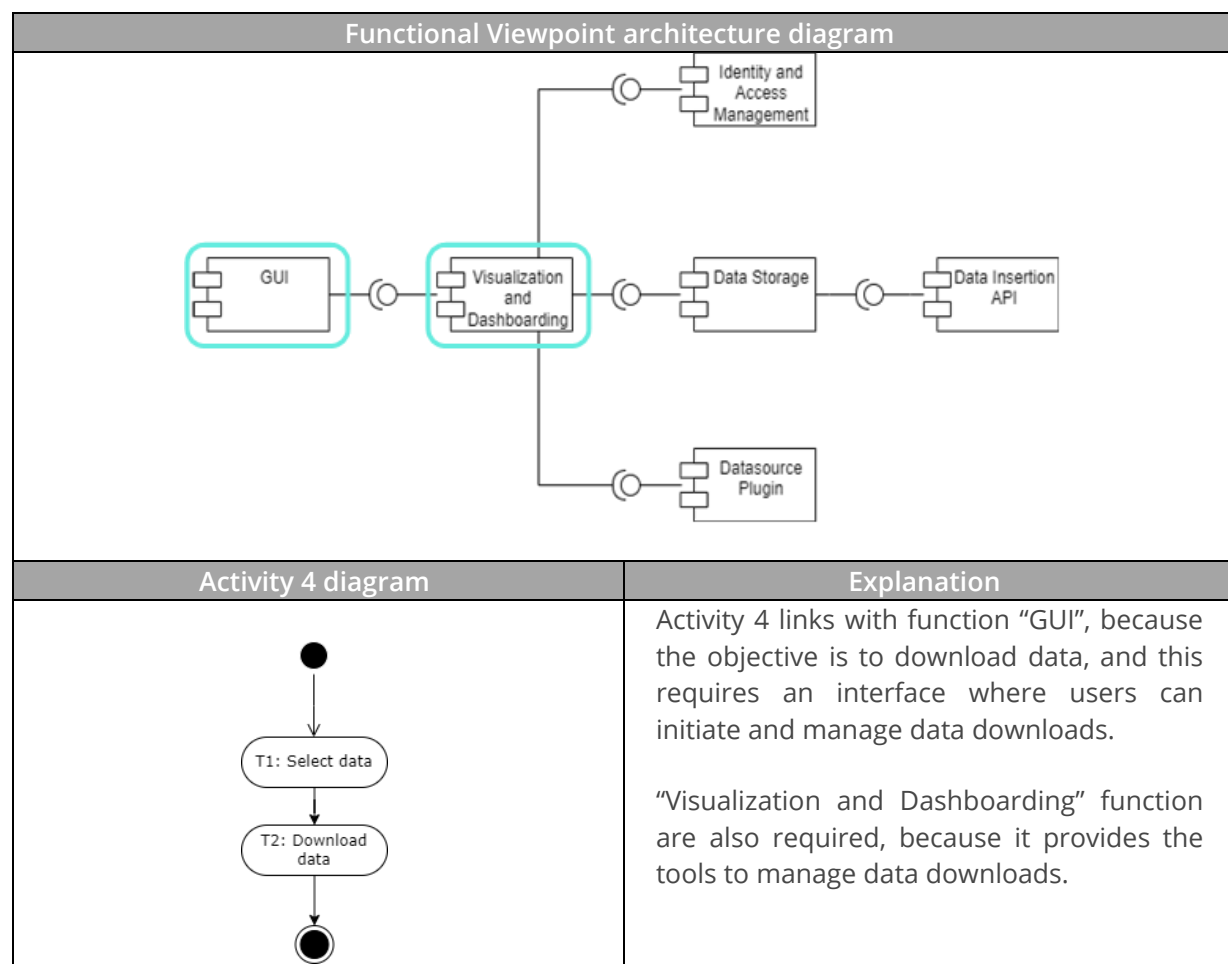 Functional Viewpoint architecture diagram
Identity and
Access
Management
GUI
Visualization
and
Dashboarding
Data Storage
Data Insertion
API
Datasource
Plugin
Activity 4 diagram
Explanation
T1: Select data
T2: Download
data
Activity 4 links with function “GUI”, because
the objective is to download data, and this
requires an interface where users can
initiate and manage data downloads.
“Visualization and Dashboarding” function
are also required, because it provides the
tools to manage data downloads.